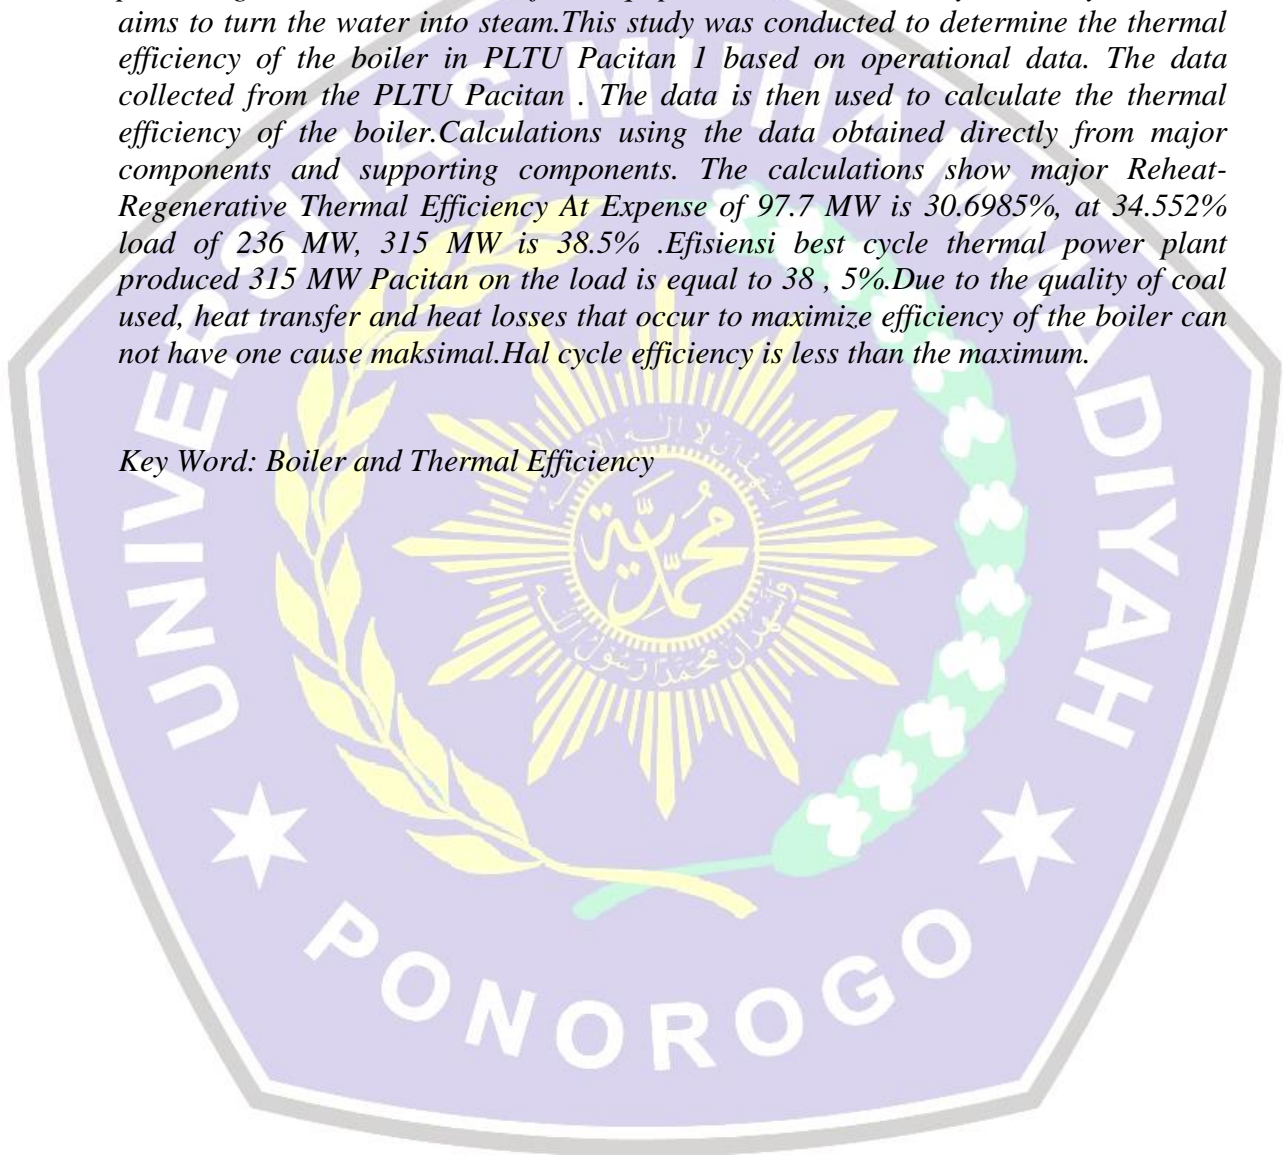 aims to turn the water into steam.This study was conducted to determine the thermal
efficiency of the boiler in PLTU Pacitan 1 based on operational data. The data
collected from the PLTU Pacitan . The data is then used to calculate the thermal
efficiency of the boiler.Calculations using the data obtained directly from major
components and supporting components. The calculations show major Reheat-
Regenerative Thermal Efficiency At Expense of 97.7 MW is 30.6985%, at 34.552%
load of 236 MW, 315 MW is 38.5% .Efisiensi best cycle thermal power plant
produced 315 MW Pacitan on the load is equal to 38 , 5%.Due to the quality of coal
used, heat transfer and heat losses that occur to maximize efficiency of the boiler can
not have one cause maksimal.Hal cycle efficiency is less than the maximum.
Key Word: Boiler and Thermal Efficiency
UNIVERSITAS MUHAMMADIYAH
محمدية
PONOROGO